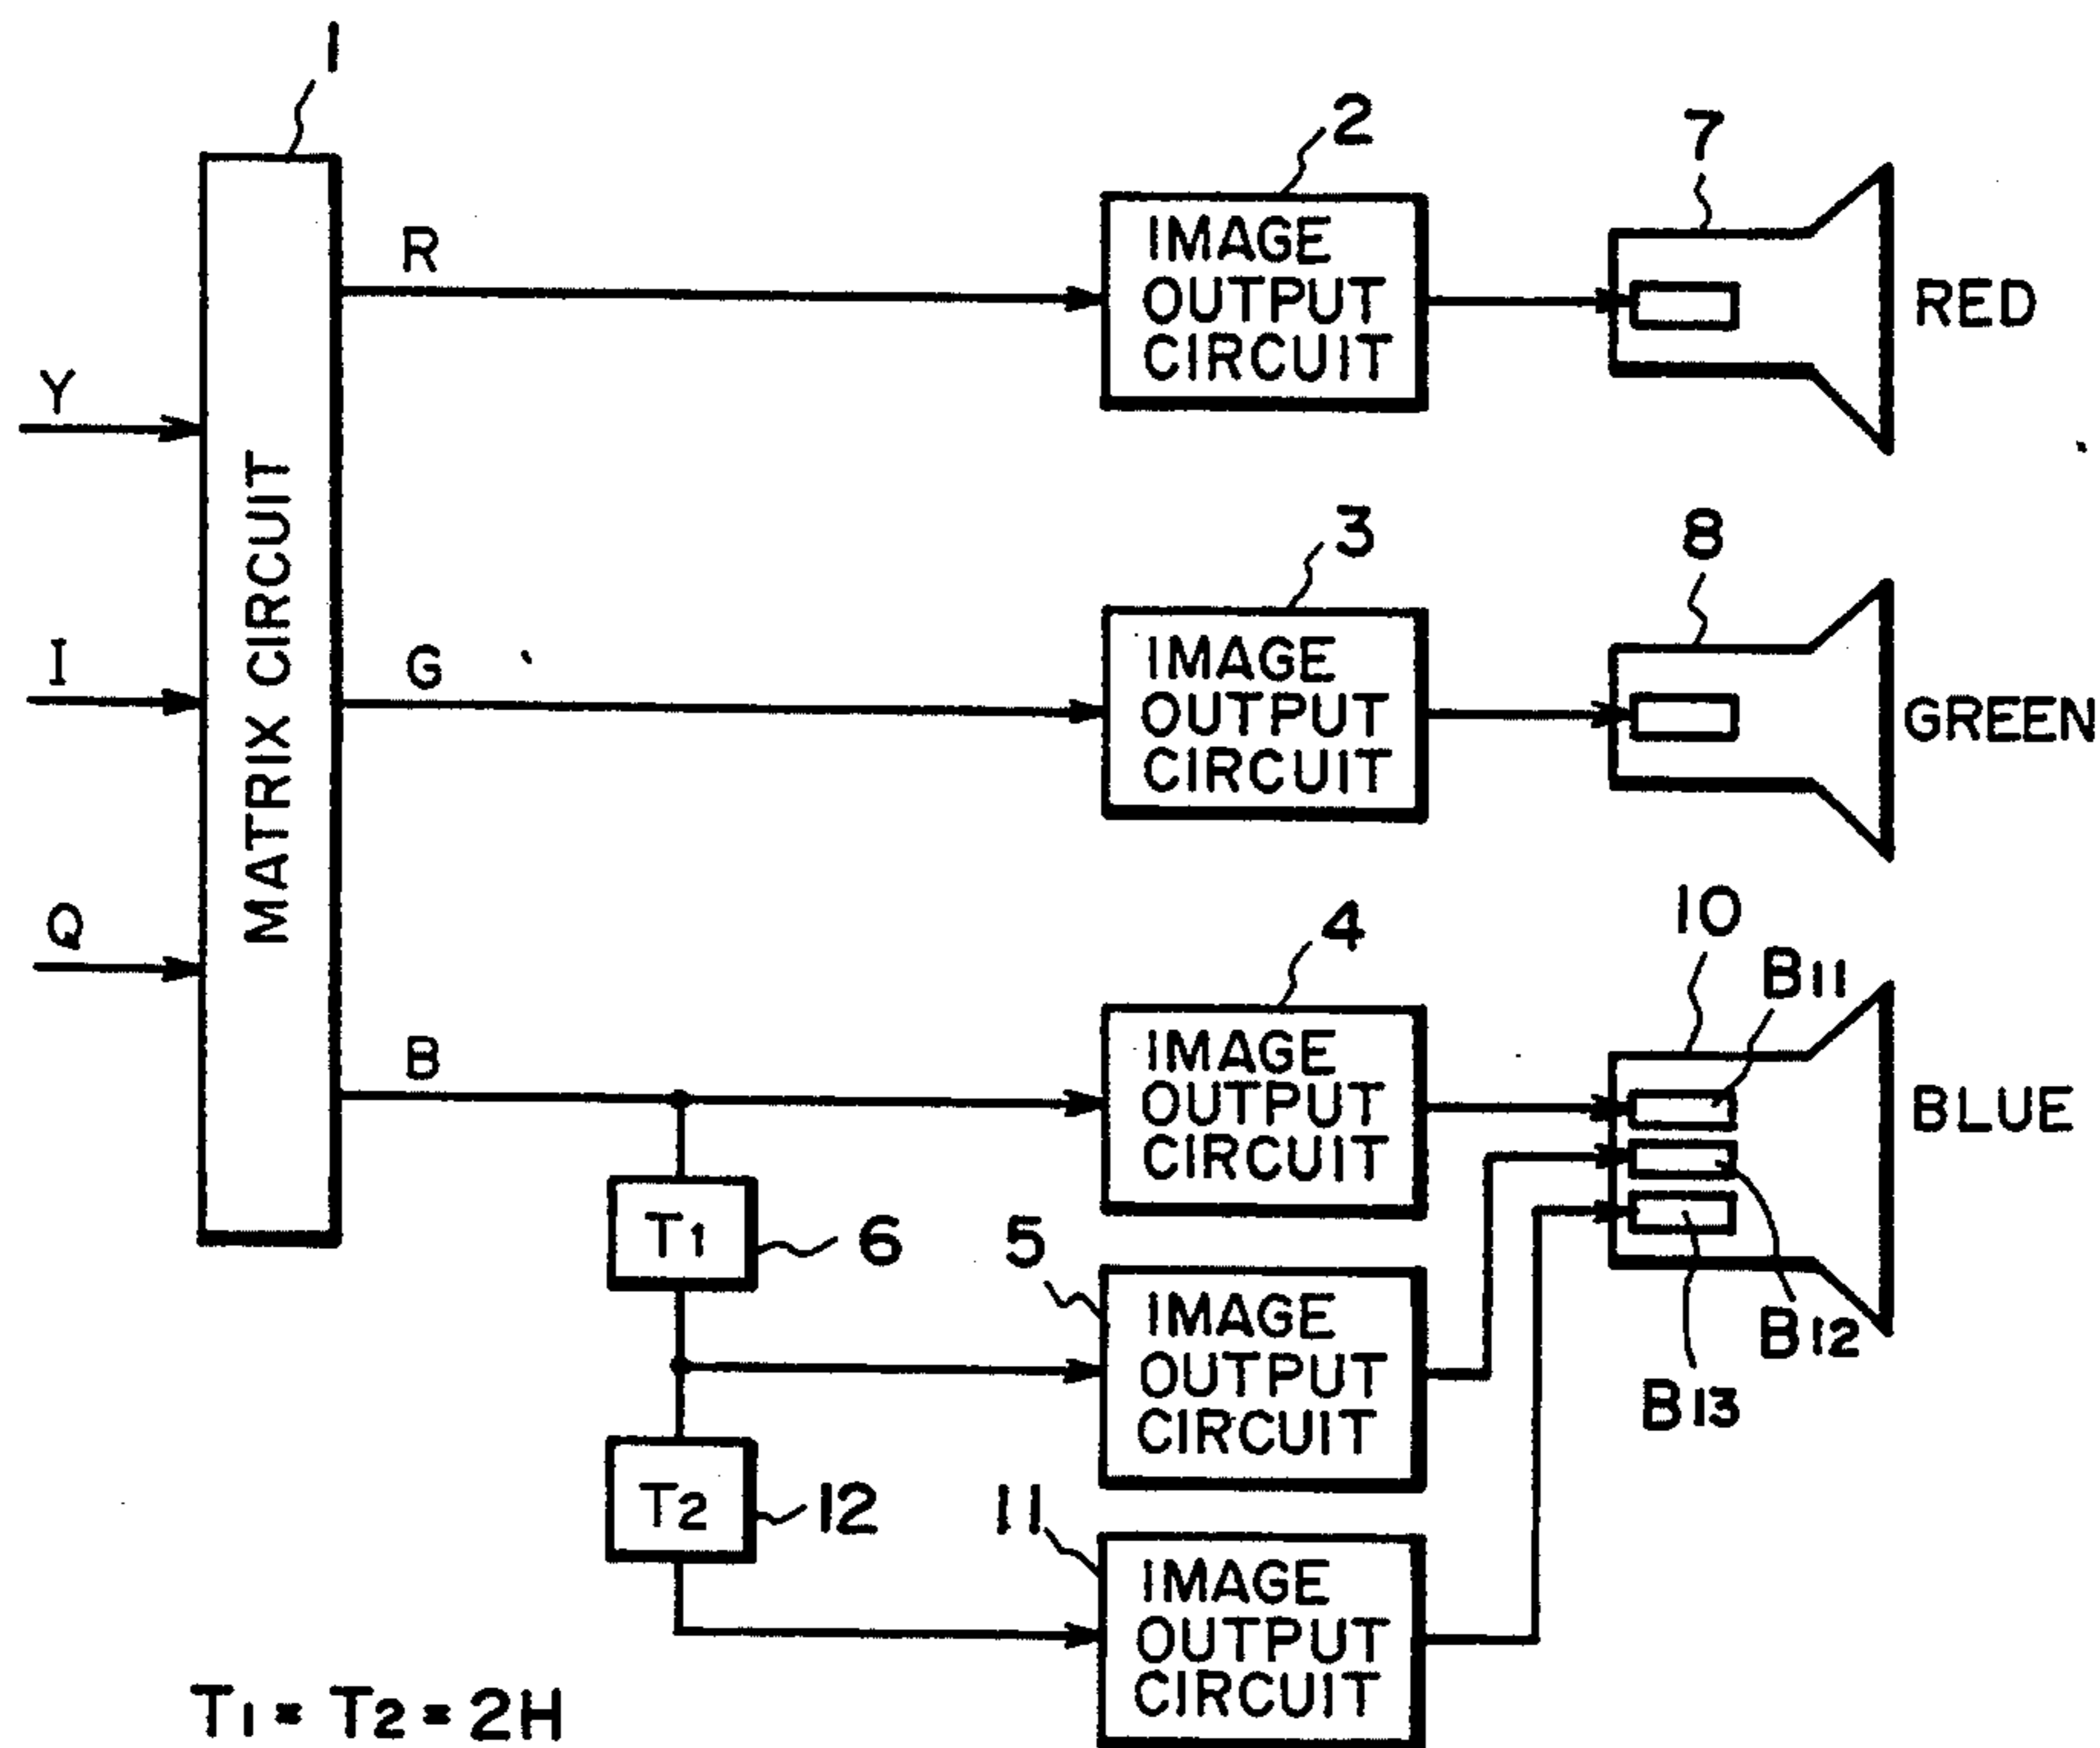 1
2
7
R
IMAGE
OUTPUT
CIRCUIT
RED
Y
MATRIX CIRCUIT
3
8
I
G
IMAGE
OUTPUT
CIRCUIT
GREEN
10
4
B11
Q
B
IMAGE
OUTPUT
CIRCUIT
BLUE
T1
6
5
IMAGE
OUTPUT
CIRCUIT
B12
B13
T2
12
11
IMAGE
OUTPUT
CIRCUIT
T1 = T2 = 2H